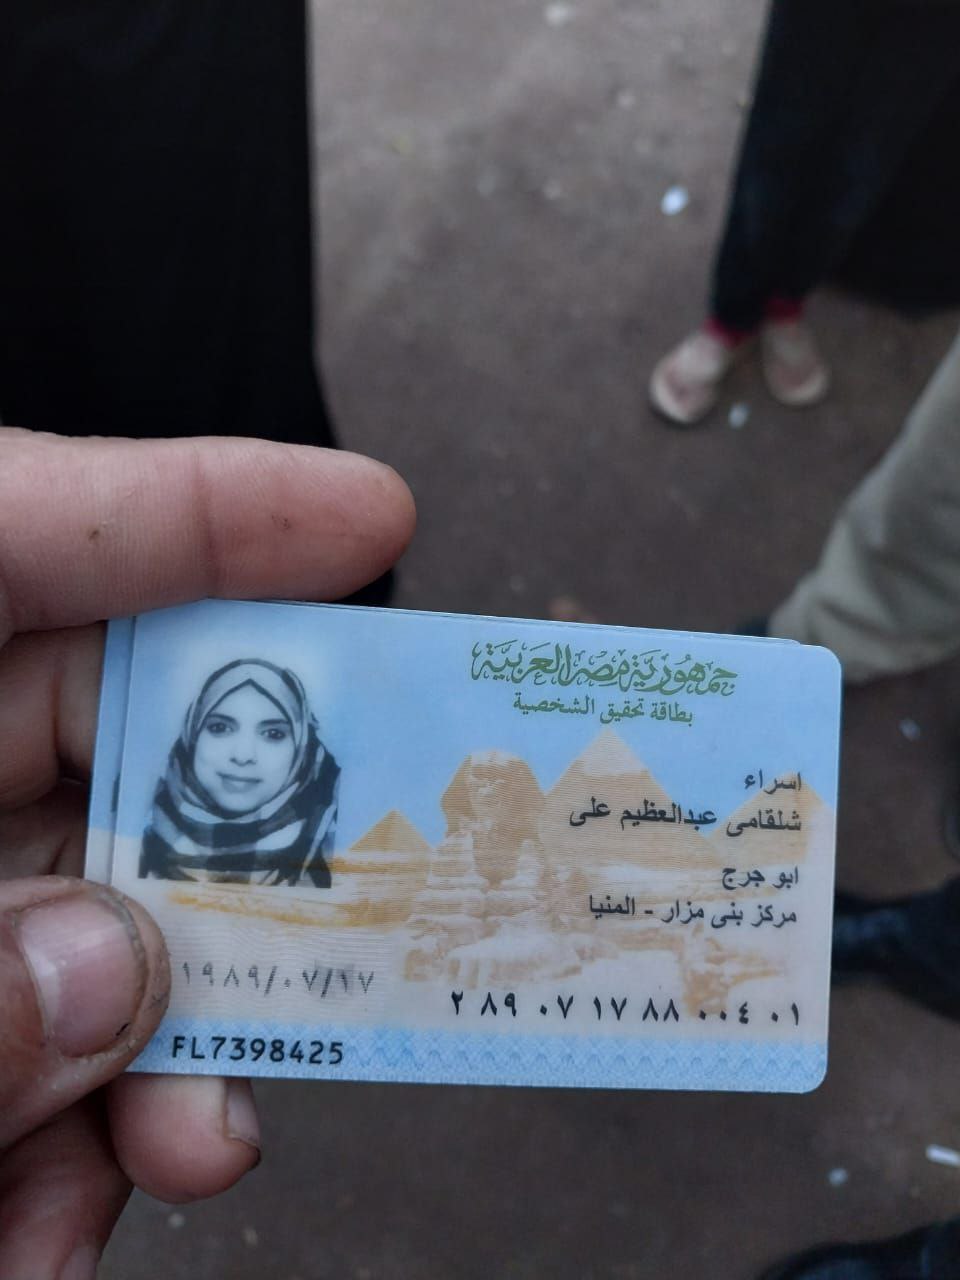 جمهورية مصر العربية
بطاقة تحقيق الشخصية
اسراء
شلقامى عبدالعظيم على
ابو جرج
مركز بنى مزار - المنيا
١٩٨٩/٠٧/١٧
٢ ٨٩ ٠٧ ١٧ ٨٨ ٠٠٤ ٠١
FL7398425